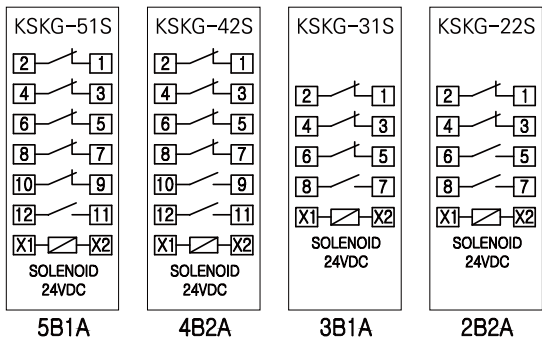 KSKG-51S
2 1
4 3
6 5
8 7
10 9
12 11
X1 X2
SOLENOID
24VDC
5B1A
KSKG-42S
2 1
4 3
6 5
8 7
10 9
12 11
X1 X2
SOLENOID
24VDC
4B2A
KSKG-31S
2 1
4 3
6 5
8 7
X1 X2
SOLENOID
24VDC
3B1A
KSKG-22S
2 1
4 3
6 5
8 7
X1 X2
SOLENOID
24VDC
2B2A